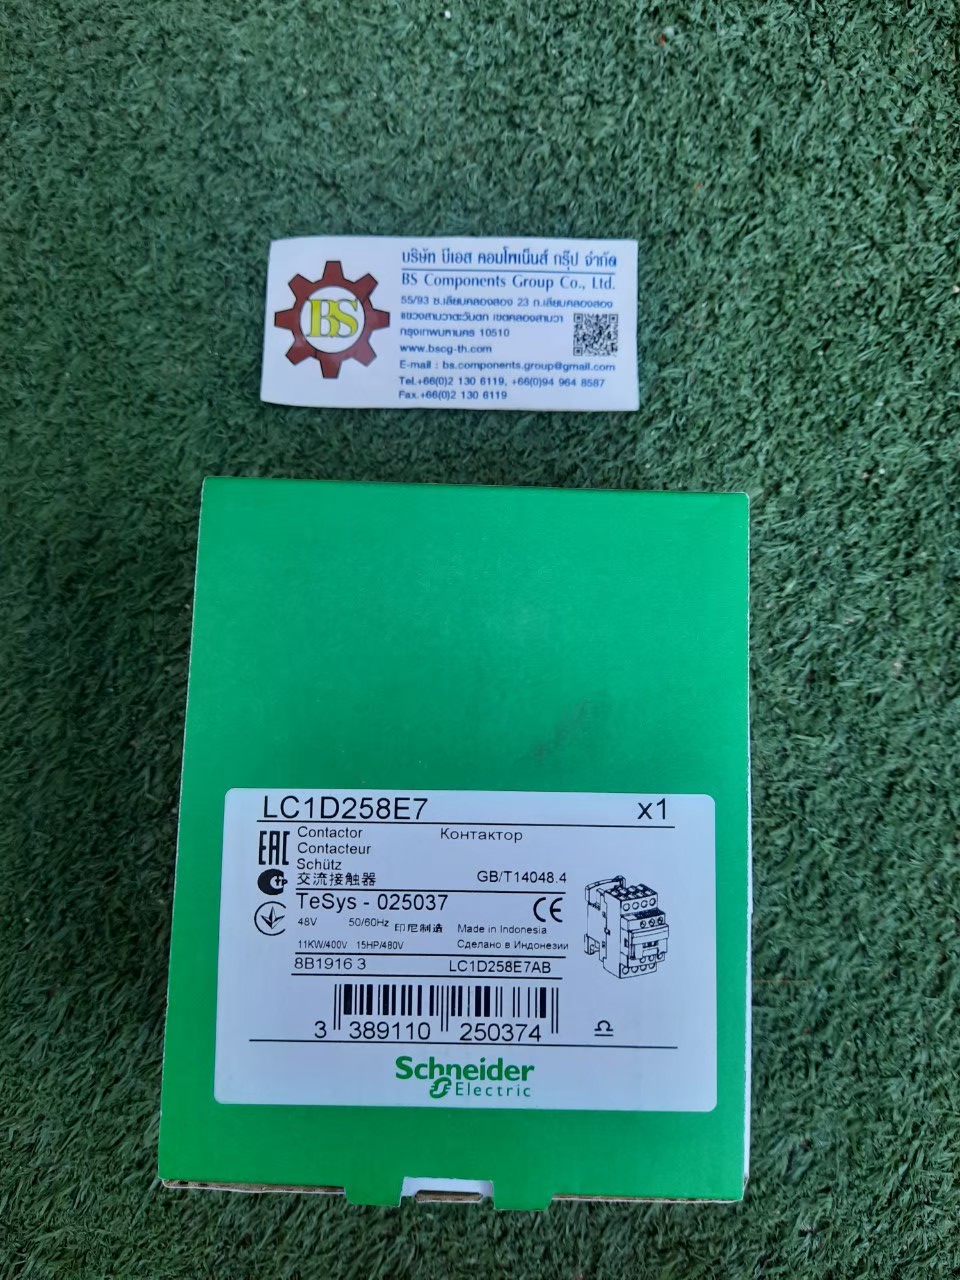 BS
บริษัท บีเอส คอมโพเน็นส์ กรุ๊ป จำกัด
BS Components Group Co., Ltd.
55/93 ซ.เลียบคลองสอง 23 ถ.เลียบคลองสอง
แขวงสามวาตะวันตก เขตคลองสามวา
กรุงเทพมหานคร 10510
www.bscg-th.com
E-mail : bs.components.group@gmail.com
Tel.+66(0)2 130 6119, +66(0)94 964 8587
Fax.+66(0)2 130 6119
LC1D258E7 x1
EAC
Contactor Контактор
Contacteur
Schütz
交流接触器 GB/T14048.4
TeSys - 025037 CE
48V 50/60Hz 印尼制造 Made in Indonesia
11KW/400V 15HP/480V Сделано в Индонезии
8B1916 3 LC1D258E7AB
3 389110 250374
Schneider
Electric